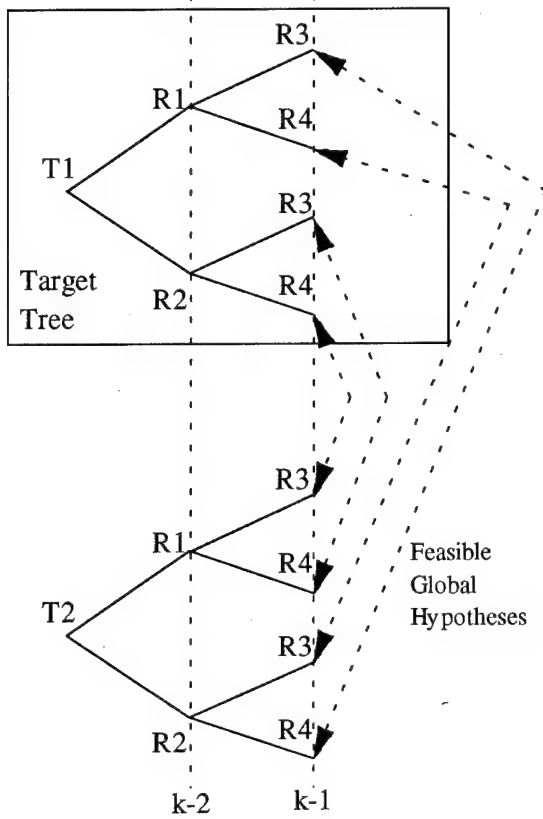 R3
R1
R4
T1
R3
R4
R2
Target
Tree
R3
R1
R4
T2
R3
R4
R2
Feasible
Global
Hypotheses
k-2
k-1